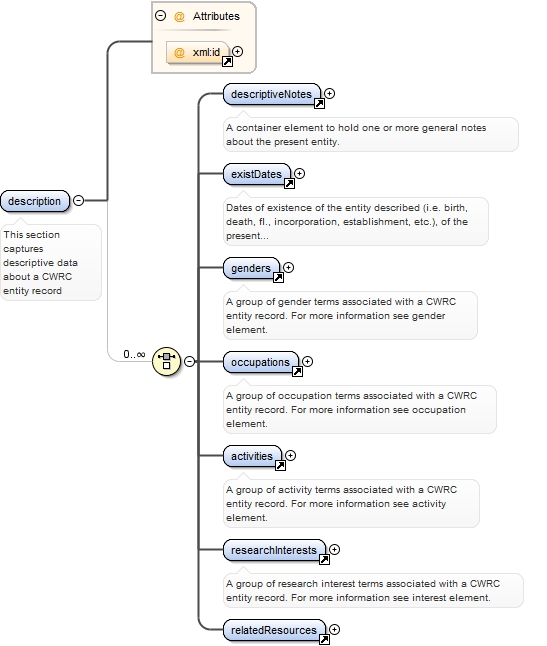 Attributes
@ xml:id
descriptiveNotes
A container element to hold one or more general notes
about the present entity.
existDates
Dates of existence of the entity described (i.e. birth,
death, fl., incorporation, establishment, etc.), of the
present...
description
This section
captures
descriptive data
about a CWRC
entity record
genders
A group of gender terms associated with a CWRC
entity record. For more information see gender
element.
0..∞
occupations
A group of occupation terms associated with a CWRC
entity record. For more information see occupation
element.
activities
A group of activity terms associated with a CWRC
entity record. For more information see activity
element.
researchInterests
A group of research interest terms associated with a CWRC
entity record. For more information see interest element.
relatedResources